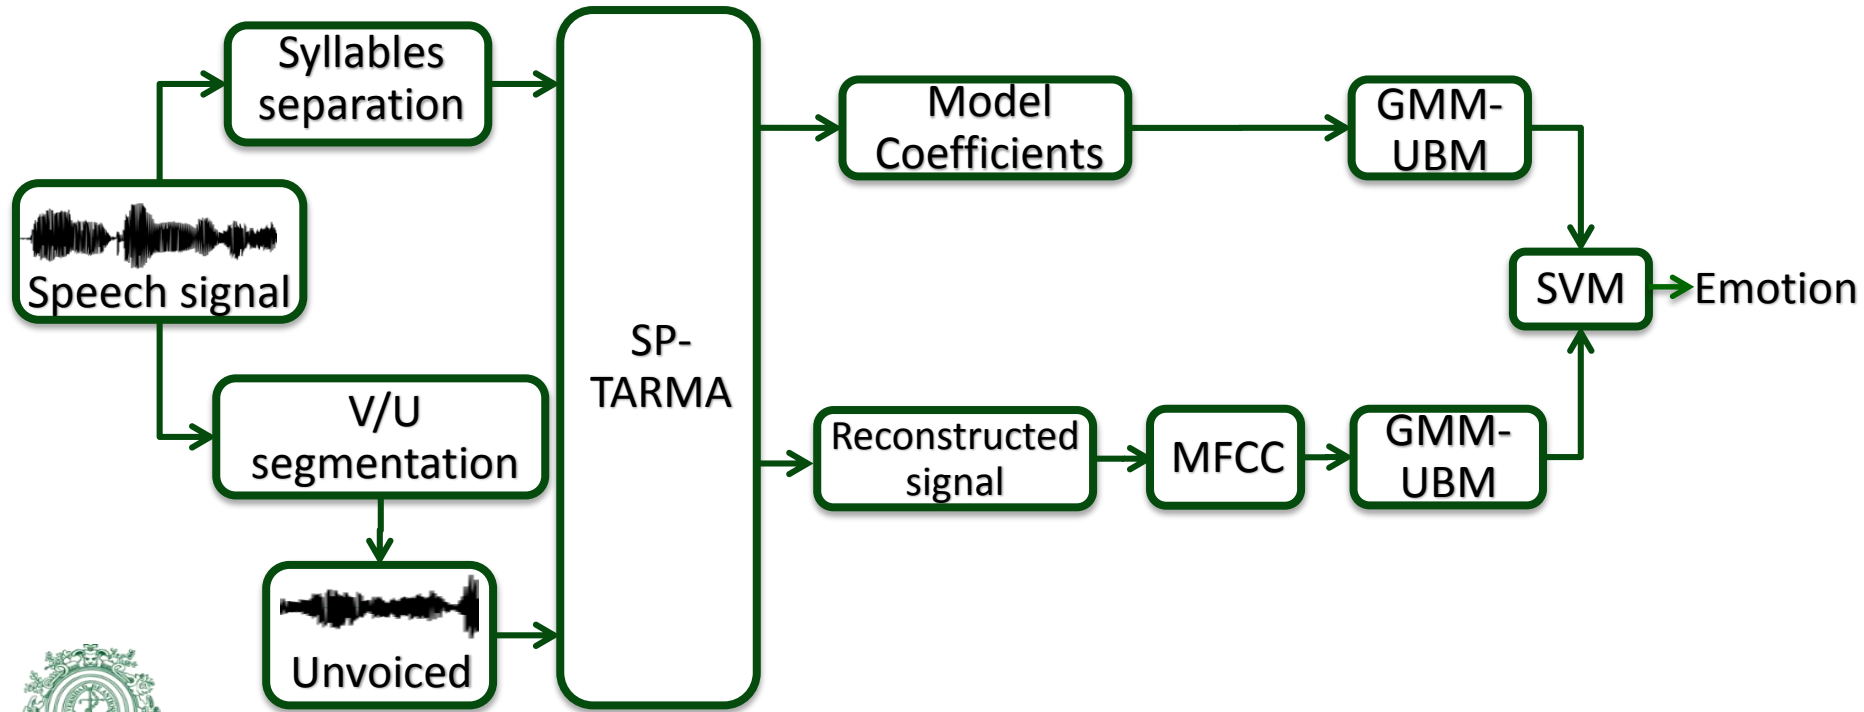 Syllables
separation
Speech signal
V/U
segmentation
Unvoiced
SP-
TARMA
Model
Coefficients
GMM-
UBM
Reconstructed
signal
MFCC
GMM-
UBM
SVM
Emotion